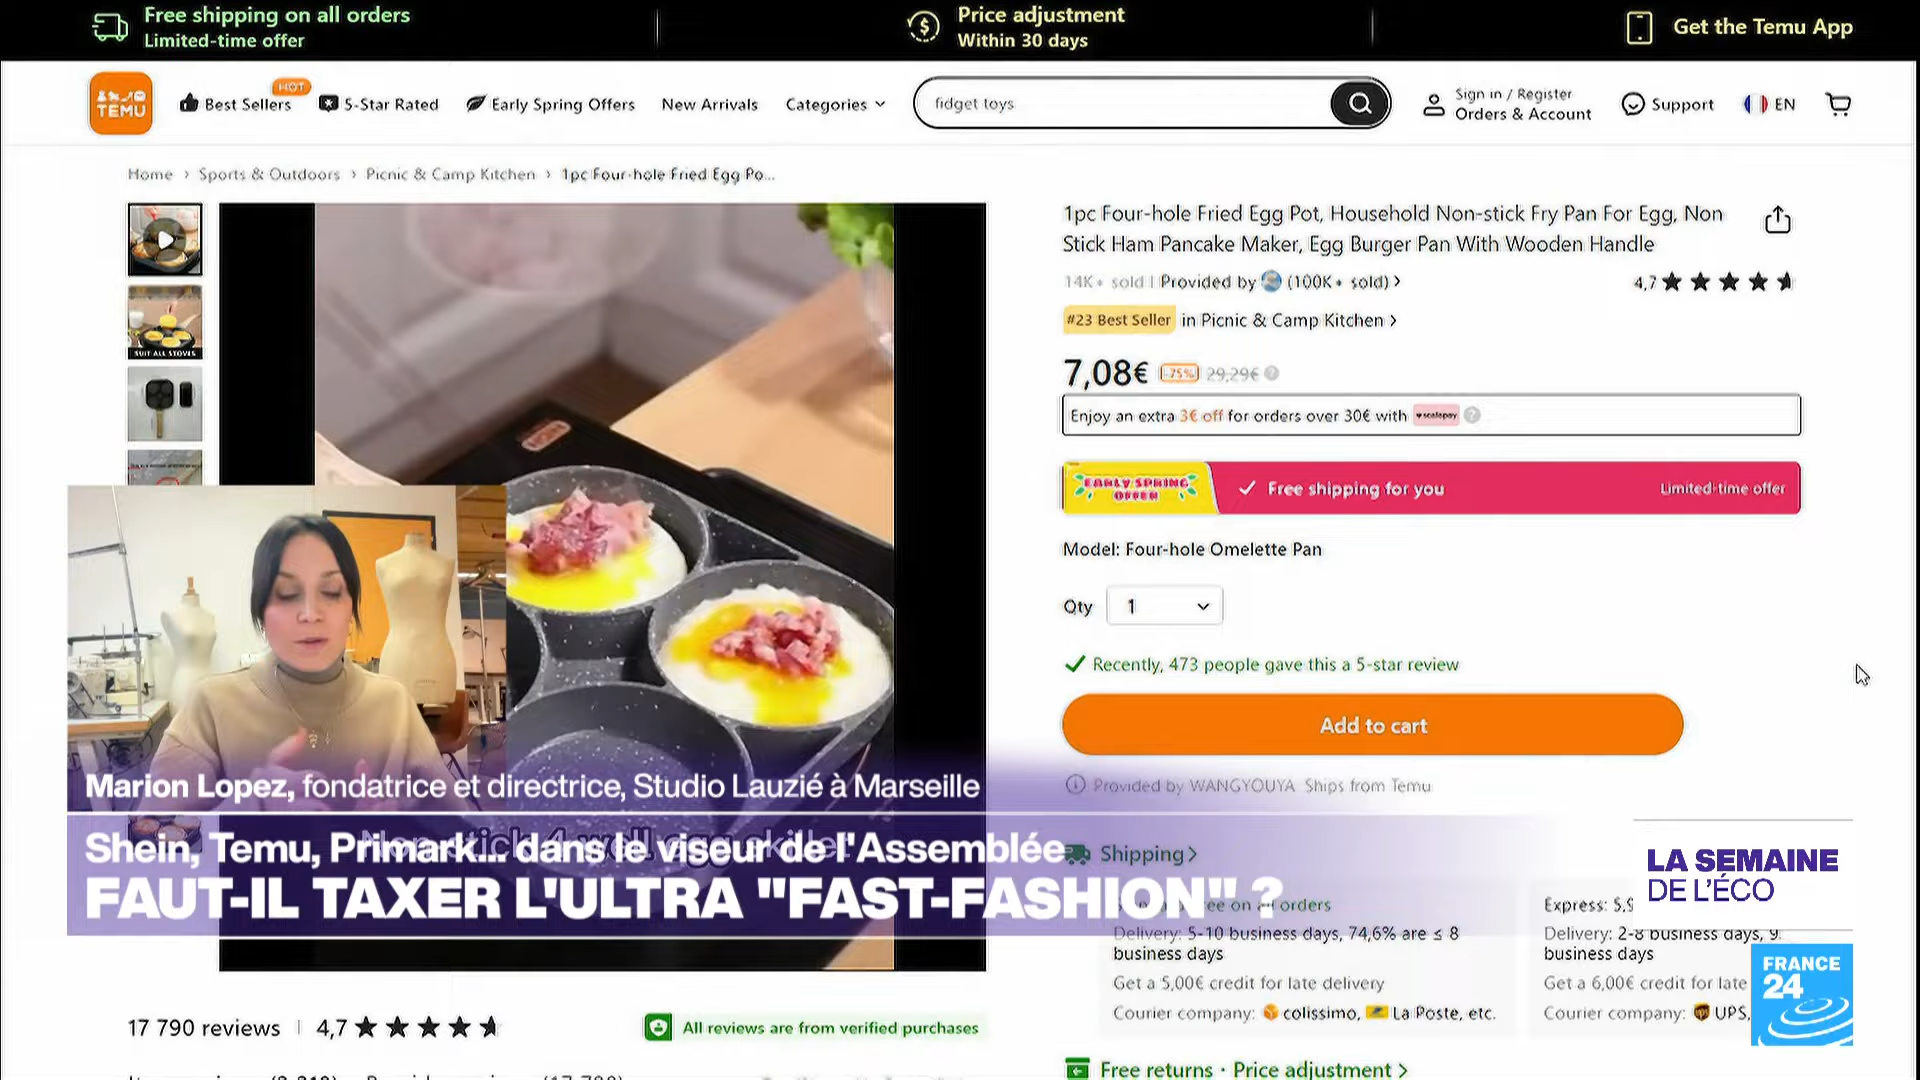 Free shipping on all orders
Limited-time offer
Price adjustment
Within 30 days
Get the Temu App
TEMU
Best Sellers
HOT
5-Star Rated
Early Spring Offers
New Arrivals
Categories
fidget toys
Sign in / Register
Orders & Account
Support
EN
Home › Sports & Outdoors › Picnic & Camp Kitchen › 1pc Four-hole Fried Egg Po...
SUIT ALL STOVES
1pc Four-hole Fried Egg Pot, Household Non-stick Fry Pan For Egg, Non
Stick Ham Pancake Maker, Egg Burger Pan With Wooden Handle
14K+ sold | Provided by (100K+ sold) >
4,7
#23 Best Seller in Picnic & Camp Kitchen >
7,08€ -75% 29,29€
Enjoy an extra 3€ off for orders over 30€ with scalapay
EARLY SPRING
OFFER
Free shipping for you
Limited-time offer
Model: Four-hole Omelette Pan
Qty 1
Recently, 473 people gave this a 5-star review
Add to cart
Provided by WANGYOUYA Ships from Temu
Marion Lopez, fondatrice et directrice, Studio Lauzié à Marseille
Shein, Temu, Primark... dans le viseur de l'Assemblée
FAUT-IL TAXER L'ULTRA "FAST-FASHION" ?
Shipping>
on all orders
Delivery: 5-10 business days, 74,6% are ≤ 8
business days
Get a 5,00€ credit for late delivery
Courier company: colissimo, La Poste, etc.
Express: 5,9
Delivery: 2-8 business days, 9
business days
Get a 6,00€ credit for late
Courier company: UPS,
LA SEMAINE
DE L'ÉCO
FRANCE
24
17 790 reviews | 4,7
All reviews are from verified purchases
Free returns · Price adjustment >